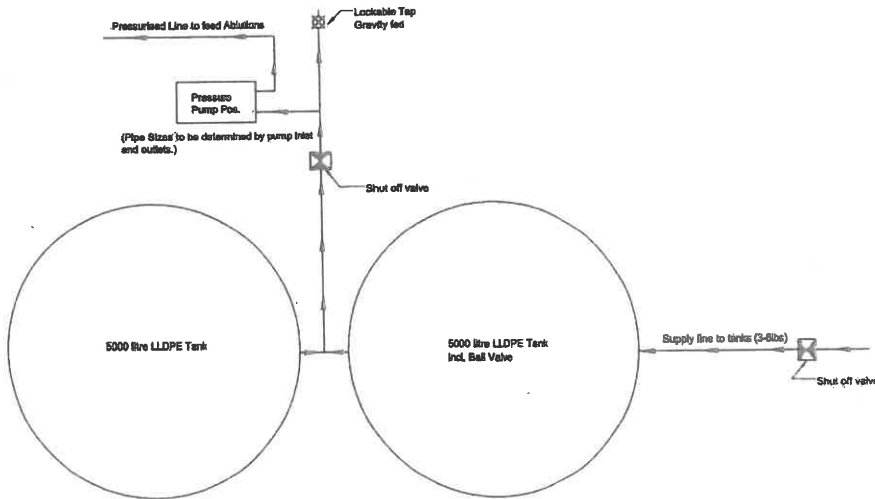 Pressurised Line to feed Ablutions
Lockable Tap
Gravity fed
Pressure
Pump Pos.
(Pipe Sizes to be determined by pump inlet
and outlets.)
Shut off valve
5000 litre LLDPE Tank
5000 litre LLDPE Tank
incl. Ball Valve
Supply line to tanks (3-6lbs)
Shut off valve